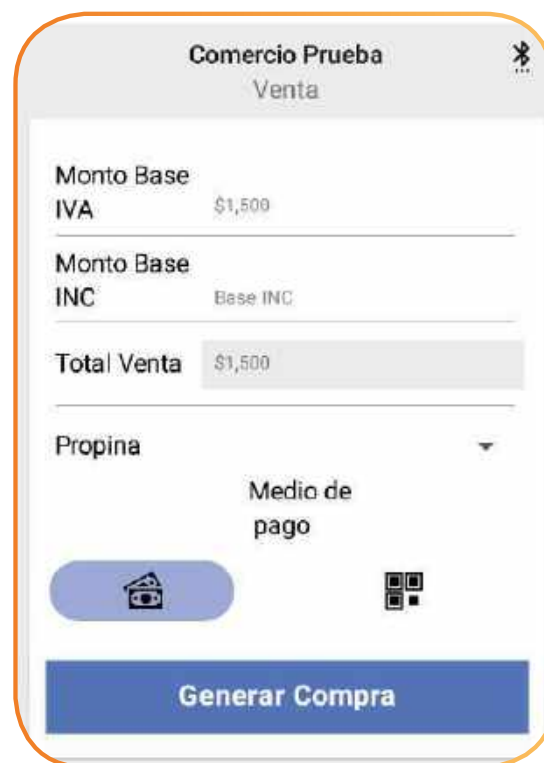 Comercio Prueba
Venta
Monto Base
IVA
$1,500
Monto Base
INC
Base INC
Total Venta
$1,500
Propina
Medio de
pago
Generar Compra